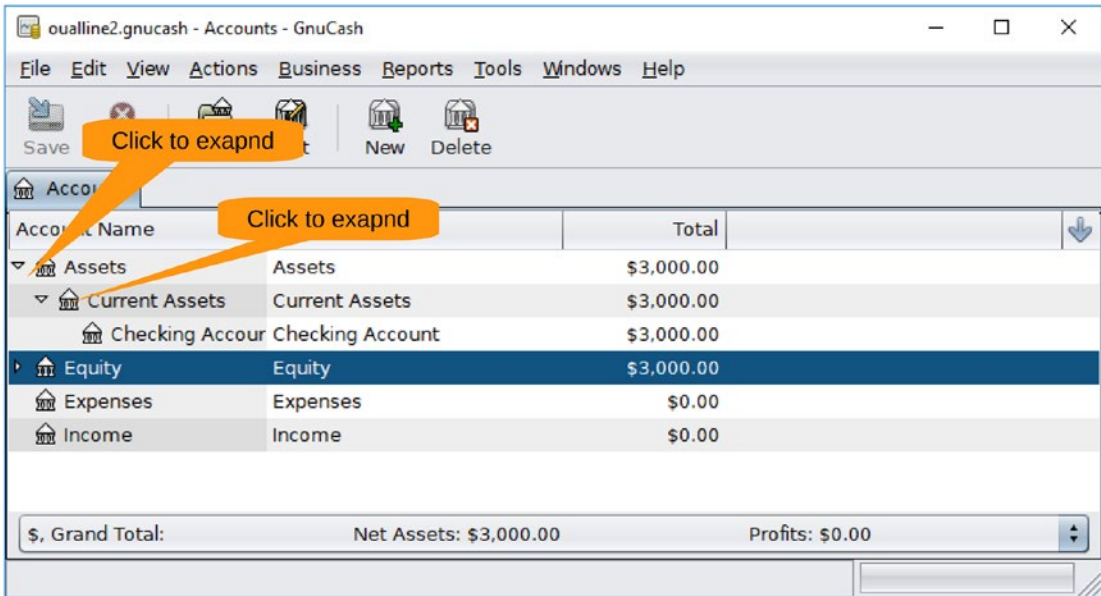 oualline2.gnucash - Accounts - GnuCash
File Edit View Actions Business Reports Tools Windows Help
Save New Delete
Click to exapnd
Click to exapnd
Account Name Total
Assets Assets $3,000.00
Current Assets Current Assets $3,000.00
Checking Accour Checking Account $3,000.00
Equity Equity $3,000.00
Expenses Expenses $0.00
Income Income $0.00
$, Grand Total: Net Assets: $3,000.00 Profits: $0.00